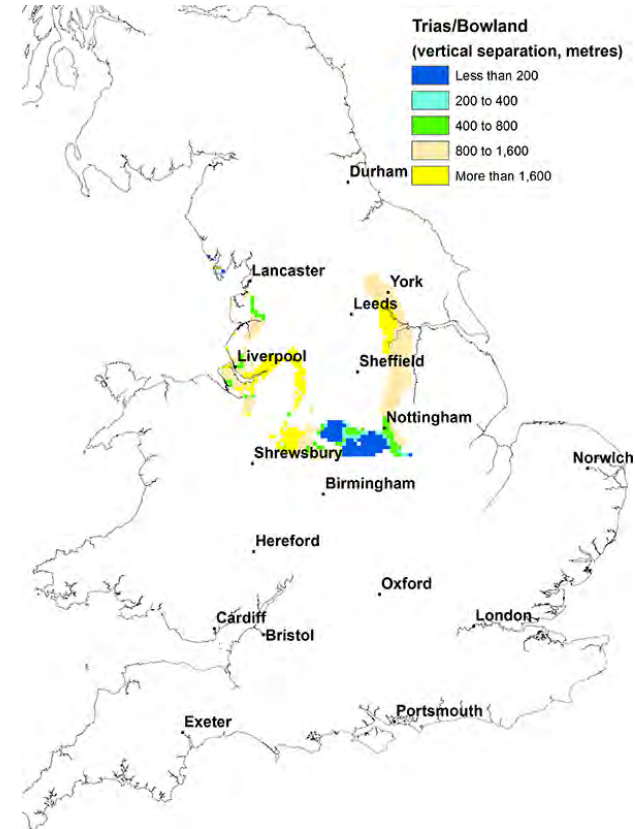 Trias/Bowland
(vertical separation, metres)
Less than 200
200 to 400
400 to 800
800 to 1,600
More than 1,600
Durham
Lancaster
York
Leeds
Liverpool
Sheffield
Nottingham
Shrewsbury
Norwich
Birmingham
Hereford
Oxford
Cardiff
London
Bristol
Portsmouth
Exeter